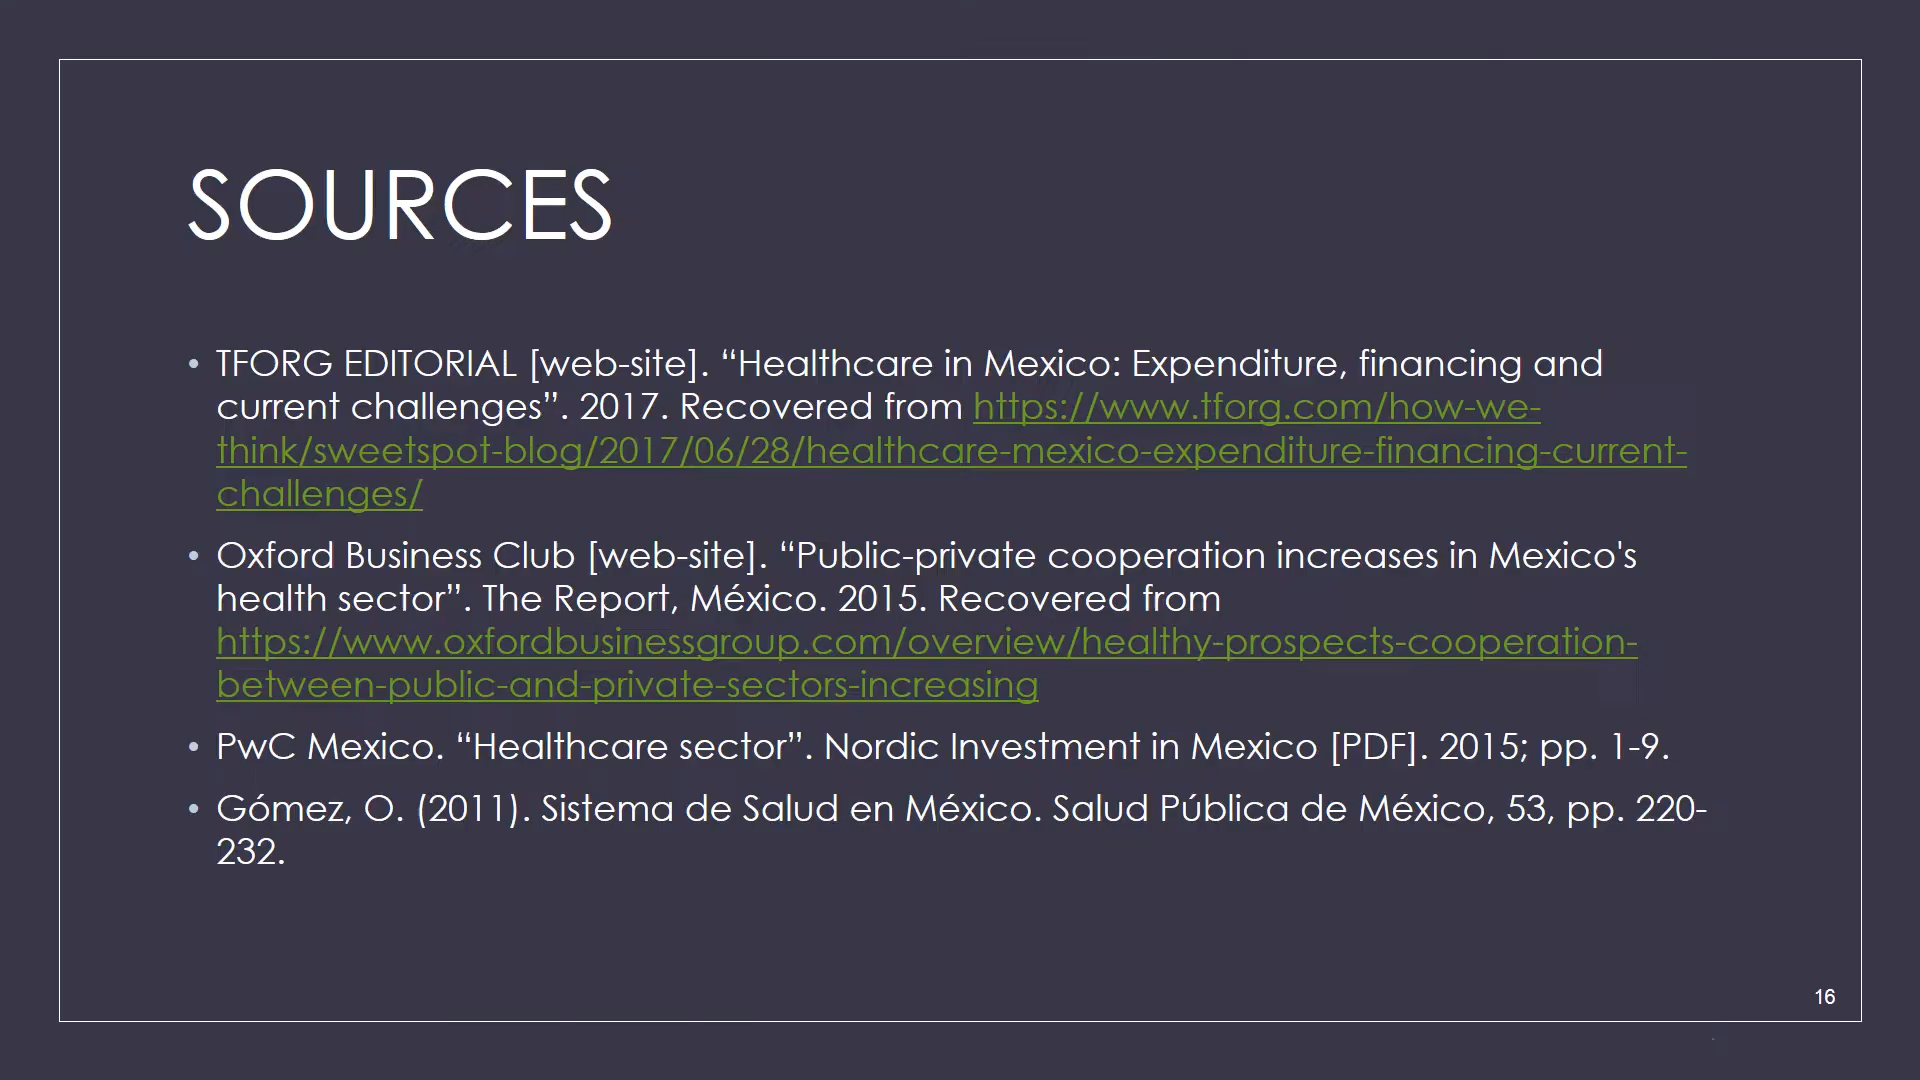 SOURCES
• TFORG EDITORIAL [web-site]. “Healthcare in Mexico: Expenditure, financing and
current challenges”. 2017. Recovered from https://www.tforg.com/how-we-
think/sweetspot-blog/2017/06/28/healthcare-mexico-expenditure-financing-current-
challenges/
• Oxford Business Club [web-site]. “Public-private cooperation increases in Mexico's
health sector”. The Report, México. 2015. Recovered from
https://www.oxfordbusinessgroup.com/overview/healthy-prospects-cooperation-
between-public-and-private-sectors-increasing
• PwC Mexico. “Healthcare sector”. Nordic Investment in Mexico [PDF]. 2015; pp. 1-9.
• Gómez, O. (2011). Sistema de Salud en México. Salud Pública de México, 53, pp. 220-
232.
16